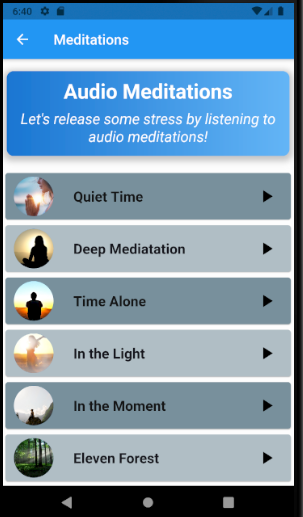 6:40
Meditations
Audio Meditations
Let's release some stress by listening to
audio meditations!
Quiet Time
Deep Mediatation
Time Alone
In the Light
In the Moment
Eleven Forest